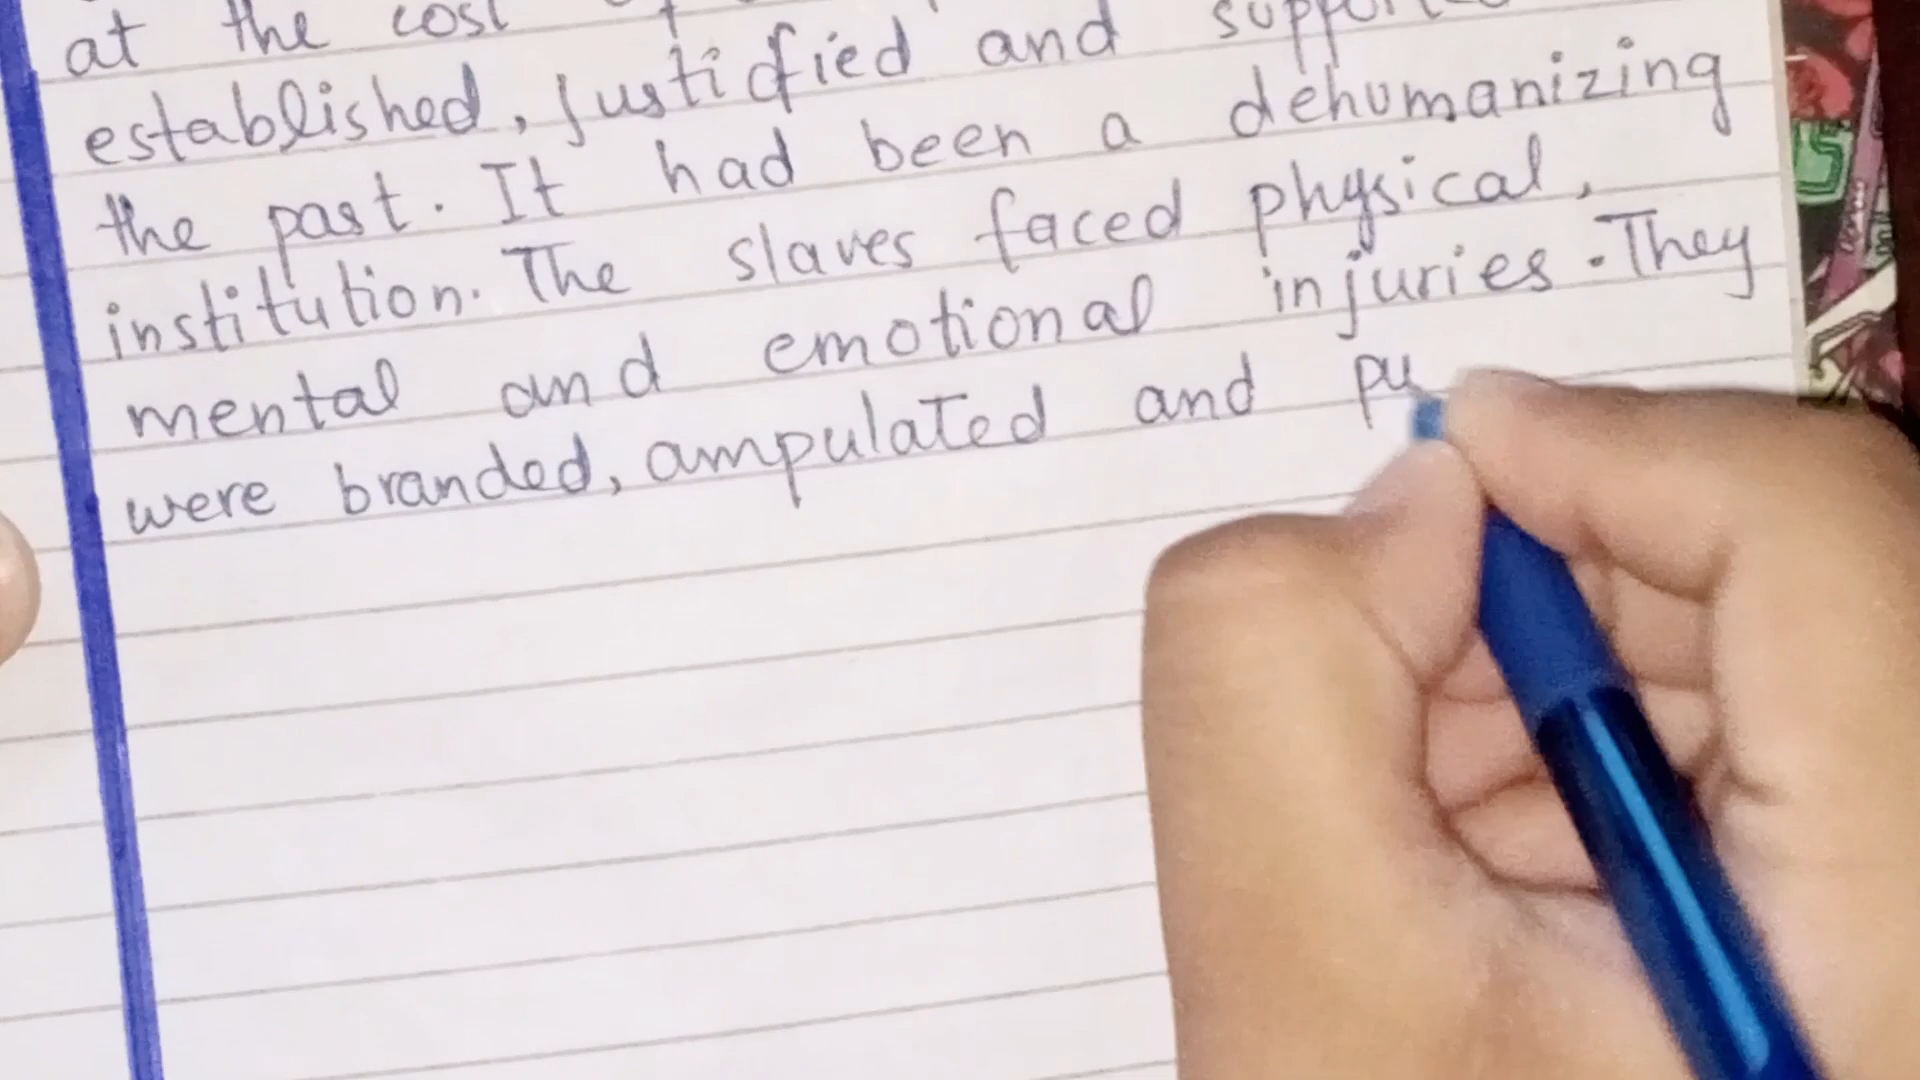 at the cost
established, justified and
the past. It had been a dehumanizing
institution. The slaves faced physical,
mental and emotional injuries. They
were branded, ampulated and pu